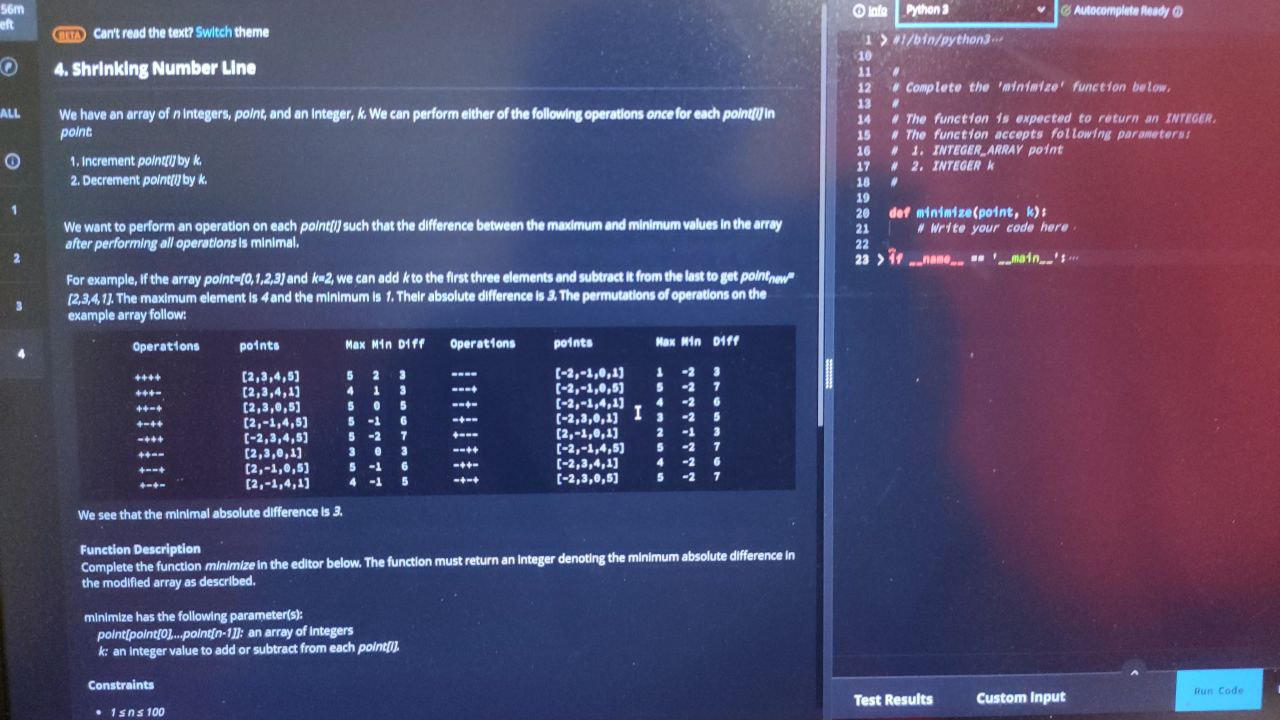 56m
eft
BETA Can't read the text? Switch theme
4. Shrinking Number Line
ALL
1
2
3
4
We have an array of n integers, point, and an integer, k. We can perform either of the following operations once for each point[i] in
point:
1. Increment point[i] by k.
2. Decrement point[i] by k.
We want to perform an operation on each point[i] such that the difference between the maximum and minimum values in the array
after performing all operations is minimal.
For example, if the array point=[0,1,2,3] and k=2, we can add k to the first three elements and subtract it from the last to get pointnew=
[2,3,4,1]. The maximum element is 4 and the minimum is 1. Their absolute difference is 3. The permutations of operations on the
example array follow:
Operations points Max Min Diff Operations points Max Min Diff
++++ [2,3,4,5] 5 2 3 ---- [-2,-1,0,1] 1 -2 3
+++- [2,3,4,1] 4 1 3 ---+ [-2,-1,0,5] 5 -2 7
++-+ [2,3,0,5] 5 0 5 --+- [-2,-1,4,1] 4 -2 6
+-++ [2,-1,4,5] 5 -1 6 -+-- [-2,3,0,1] 3 -2 5
-+++ [-2,3,4,5] 5 -2 7 +--- [2,-1,0,1] 2 -1 3
++-- [2,3,0,1] 3 0 3 --++ [-2,-1,4,5] 5 -2 7
+--+ [2,-1,0,5] 5 -1 6 -++- [-2,3,4,1] 4 -2 6
+-+- [2,-1,4,1] 4 -1 5 -+-+ [-2,3,0,5] 5 -2 7
We see that the minimal absolute difference is 3.
Function Description
Complete the function minimize in the editor below. The function must return an integer denoting the minimum absolute difference in
the modified array as described.
minimize has the following parameter(s):
point[point[0],...point[n-1]]: an array of integers
k: an integer value to add or subtract from each point[i].
Constraints
• 1 ≤ n ≤ 100
Info Python 3 Autocomplete Ready
1 > #!/bin/python3⋯
10
11 #
12 # Complete the 'minimize' function below.
13 #
14 # The function is expected to return an INTEGER.
15 # The function accepts following parameters:
16 # 1. INTEGER_ARRAY point
17 # 2. INTEGER k
18 #
19
20 def minimize(point, k):
21 # Write your code here
22
23 > if __name__ == '__main__':⋯
Test Results Custom Input Run Code